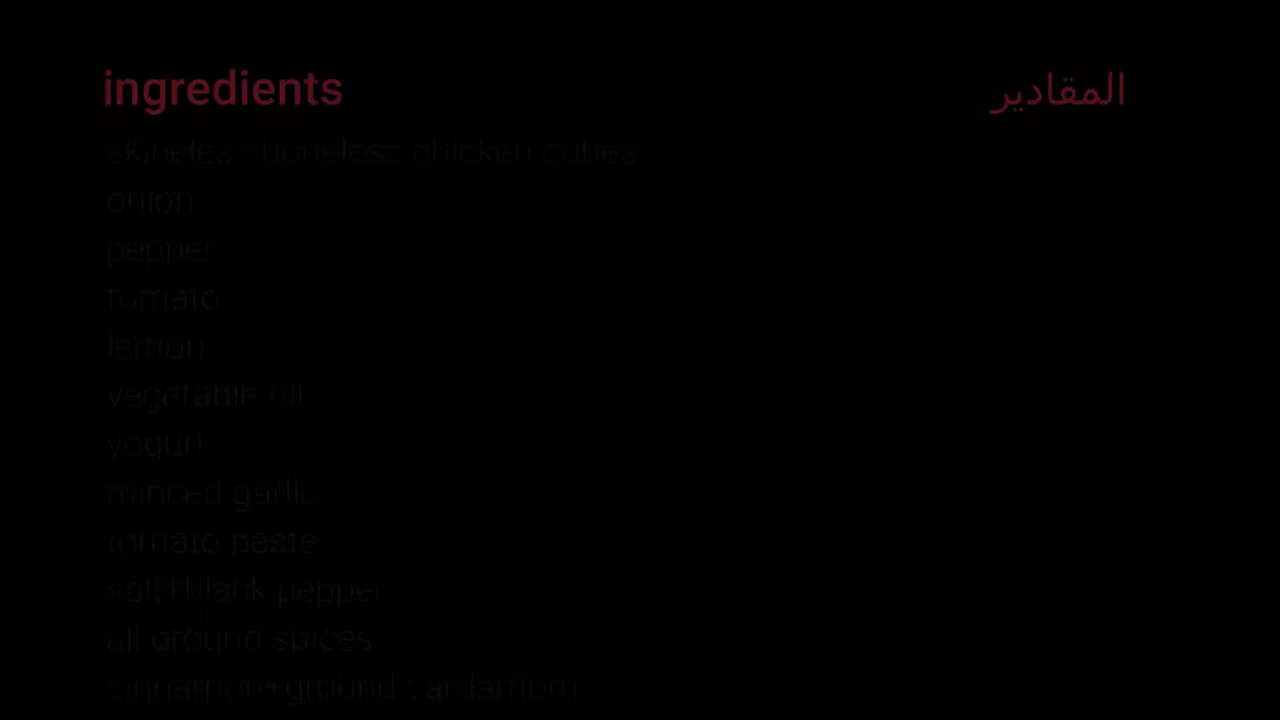 ingredients
المقادير
skineless boneless chicken cubes
onion
pepper
tomato
lemon
vegetable oil
yogurt
minced garlic
tomato paste
salt+black pepper
all ground spices
cinnamon+ground cardamom